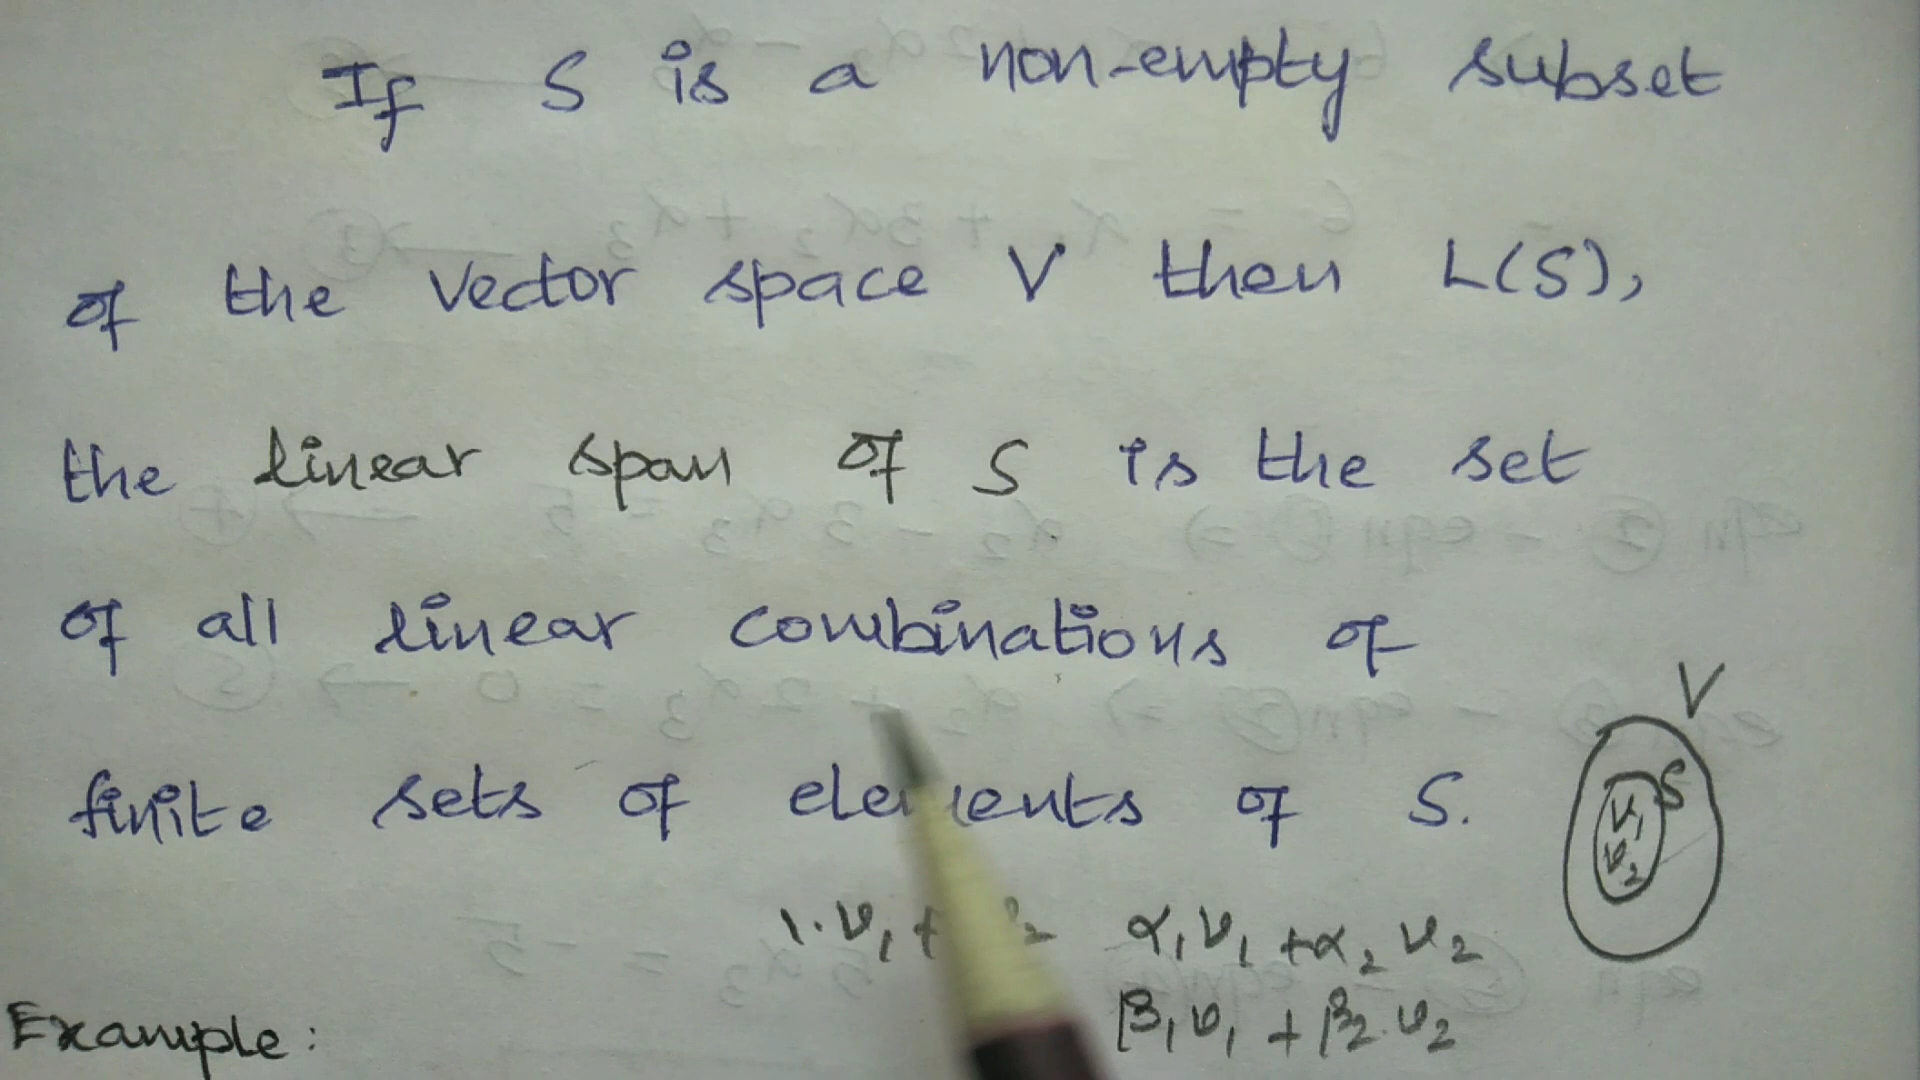 If S is a non-empty subset
of the vector space V then L(S),
the linear span of S is the set
of all linear combinations of
finite sets of elements of S.
V
S
v₁
v₂
1·v₁ +
α₁v₁ + α₂v₂
β₁v₁ + β₂·v₂
Example: